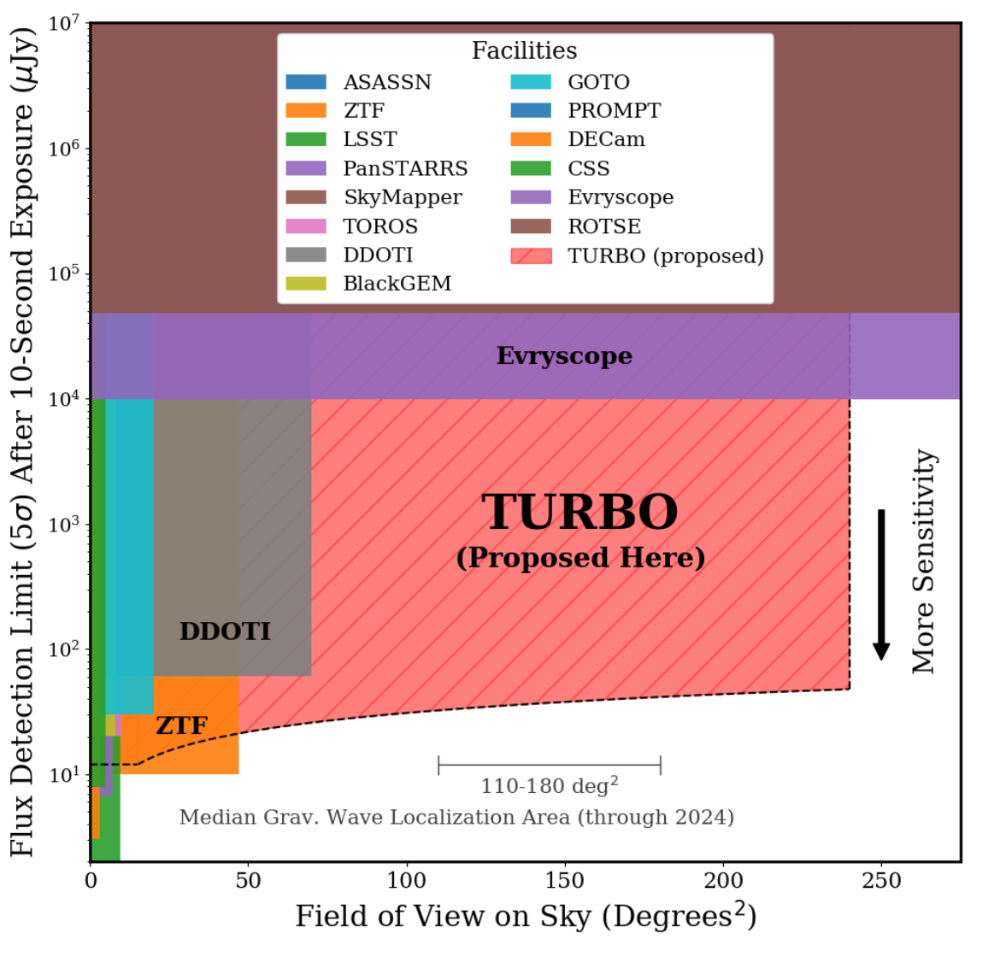 Flux Detection Limit (5σ) After 10-Second Exposure (μJy)
10⁷
10⁶
10⁵
10⁴
10³
10²
10¹
Facilities
ASASSN
ZTF
LSST
PanSTARRS
SkyMapper
TOROS
DDOTI
BlackGEM
GOTO
PROMPT
DECam
CSS
Evryscope
ROTSE
TURBO (proposed)
Evryscope
TURBO
(Proposed Here)
More Sensitivity
DDOTI
ZTF
110-180 deg²
Median Grav. Wave Localization Area (through 2024)
0 50 100 150 200 250
Field of View on Sky (Degrees²)